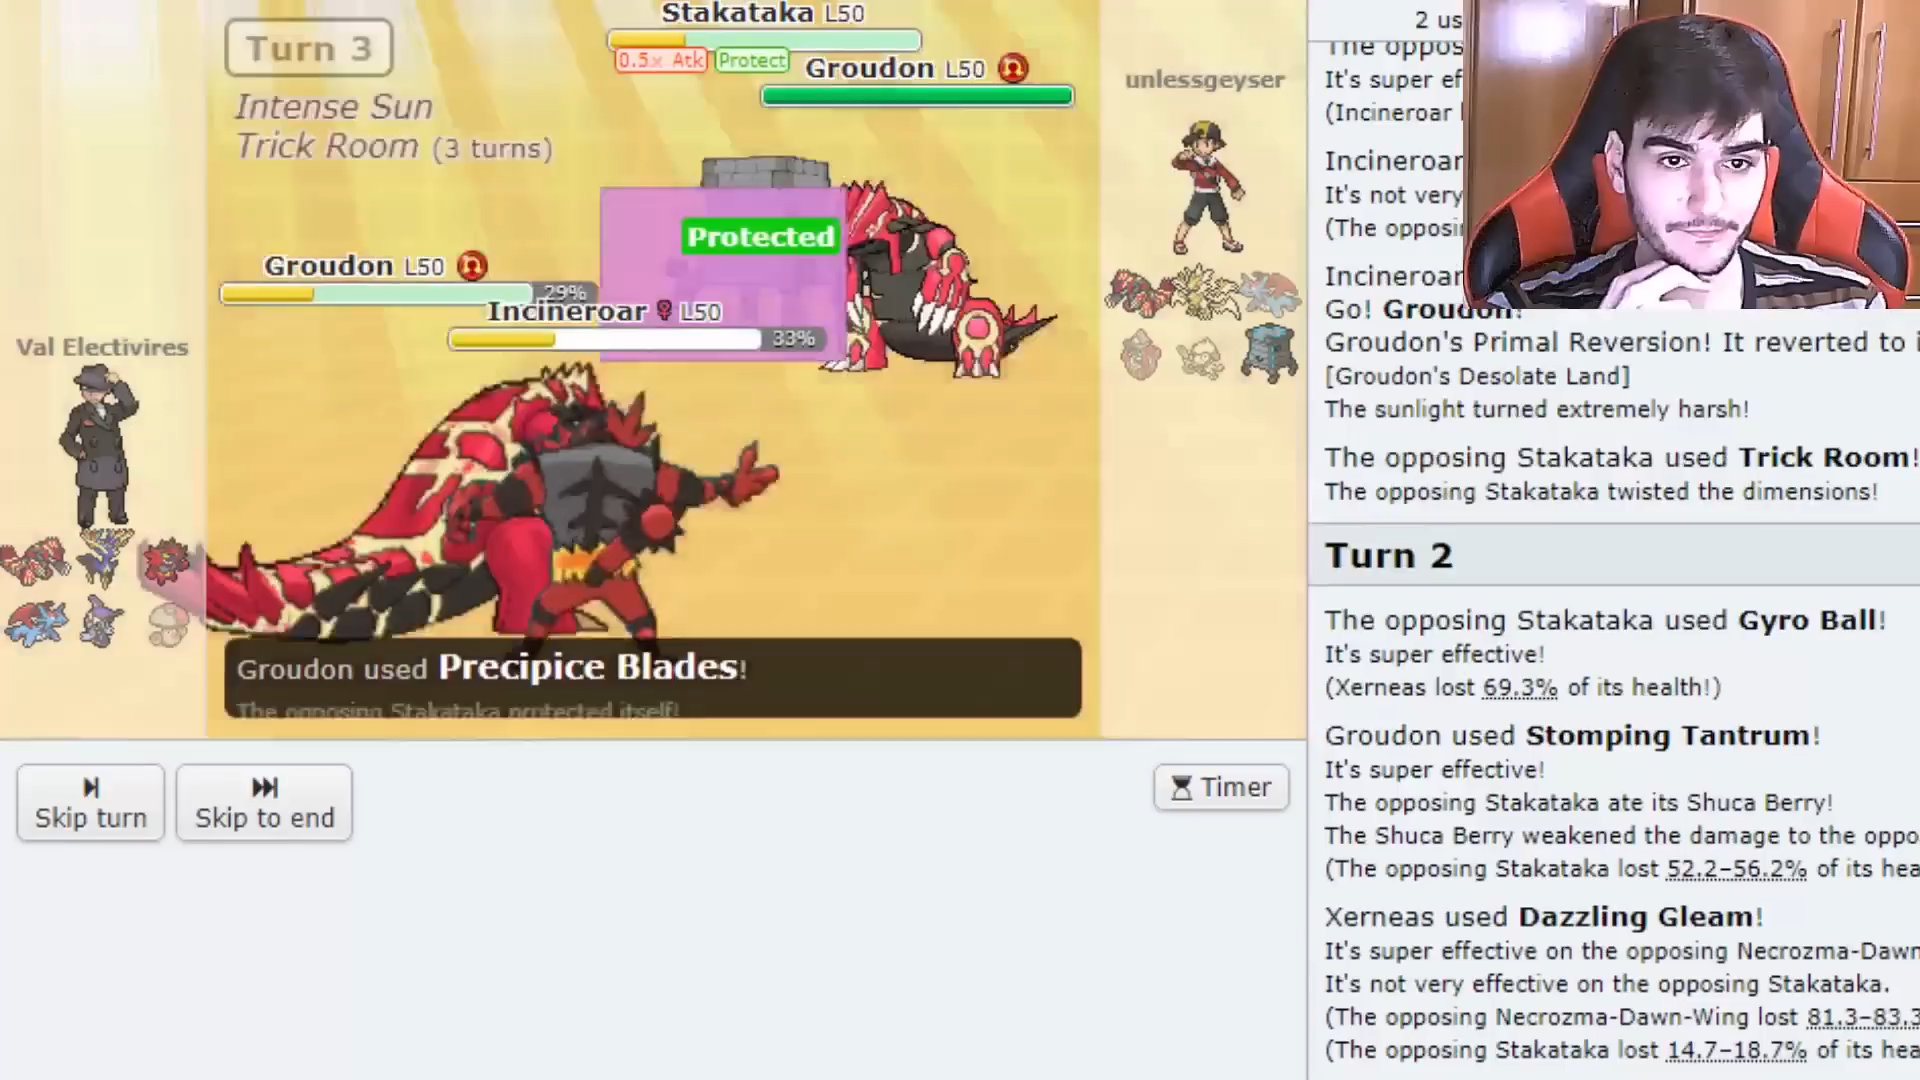 Turn 3
Intense Sun
Trick Room (3 turns)
Stakataka L50
0.5x Atk Protect
Groudon L50
unlessgeyser
Protected
Groudon L50
29%
Incineroar L50
33%
Val Electivires
Groudon used Precipice Blades!
The opposing Stakataka protected itself!
Skip turn
Skip to end
Timer
2 us
The oppos
It's super ef
(Incineroar
Incineroar
It's not very
(The opposi
Incineroar
Go! Groudon!
Groudon's Primal Reversion! It reverted to i
[Groudon's Desolate Land]
The sunlight turned extremely harsh!
The opposing Stakataka used Trick Room!
The opposing Stakataka twisted the dimensions!
Turn 2
The opposing Stakataka used Gyro Ball!
It's super effective!
(Xerneas lost 69.3% of its health!)
Groudon used Stomping Tantrum!
It's super effective!
The opposing Stakataka ate its Shuca Berry!
The Shuca Berry weakened the damage to the oppo
(The opposing Stakataka lost 52.2–56.2% of its hea
Xerneas used Dazzling Gleam!
It's super effective on the opposing Necrozma-Dawn
It's not very effective on the opposing Stakataka.
(The opposing Necrozma-Dawn-Wing lost 81.3–83.3
(The opposing Stakataka lost 14.7–18.7% of its hea